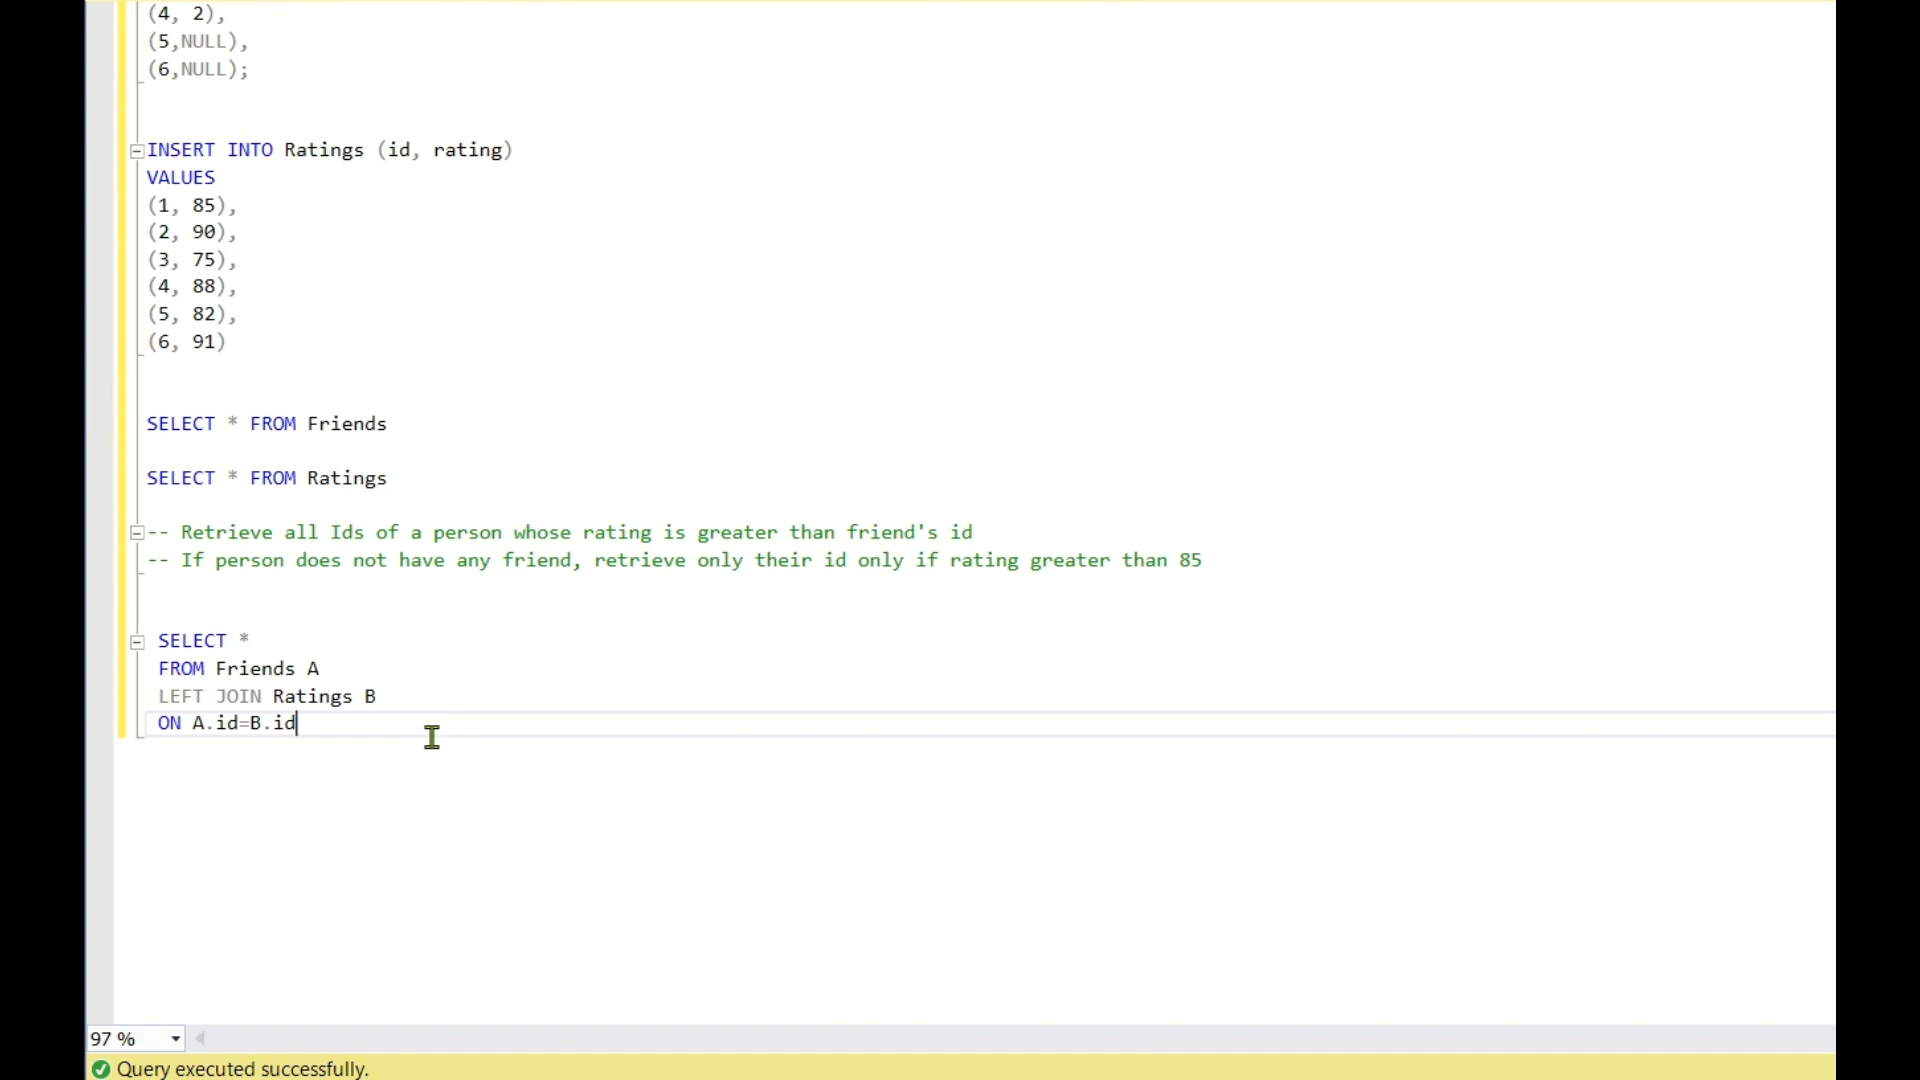 (4, 2),
(5,NULL),
(6,NULL);
INSERT INTO Ratings (id, rating)
VALUES
(1, 85),
(2, 90),
(3, 75),
(4, 88),
(5, 82),
(6, 91)
SELECT * FROM Friends
SELECT * FROM Ratings
-- Retrieve all Ids of a person whose rating is greater than friend's id
-- If person does not have any friend, retrieve only their id only if rating greater than 85
SELECT *
FROM Friends A
LEFT JOIN Ratings B
ON A.id=B.id
97 %
Query executed successfully.